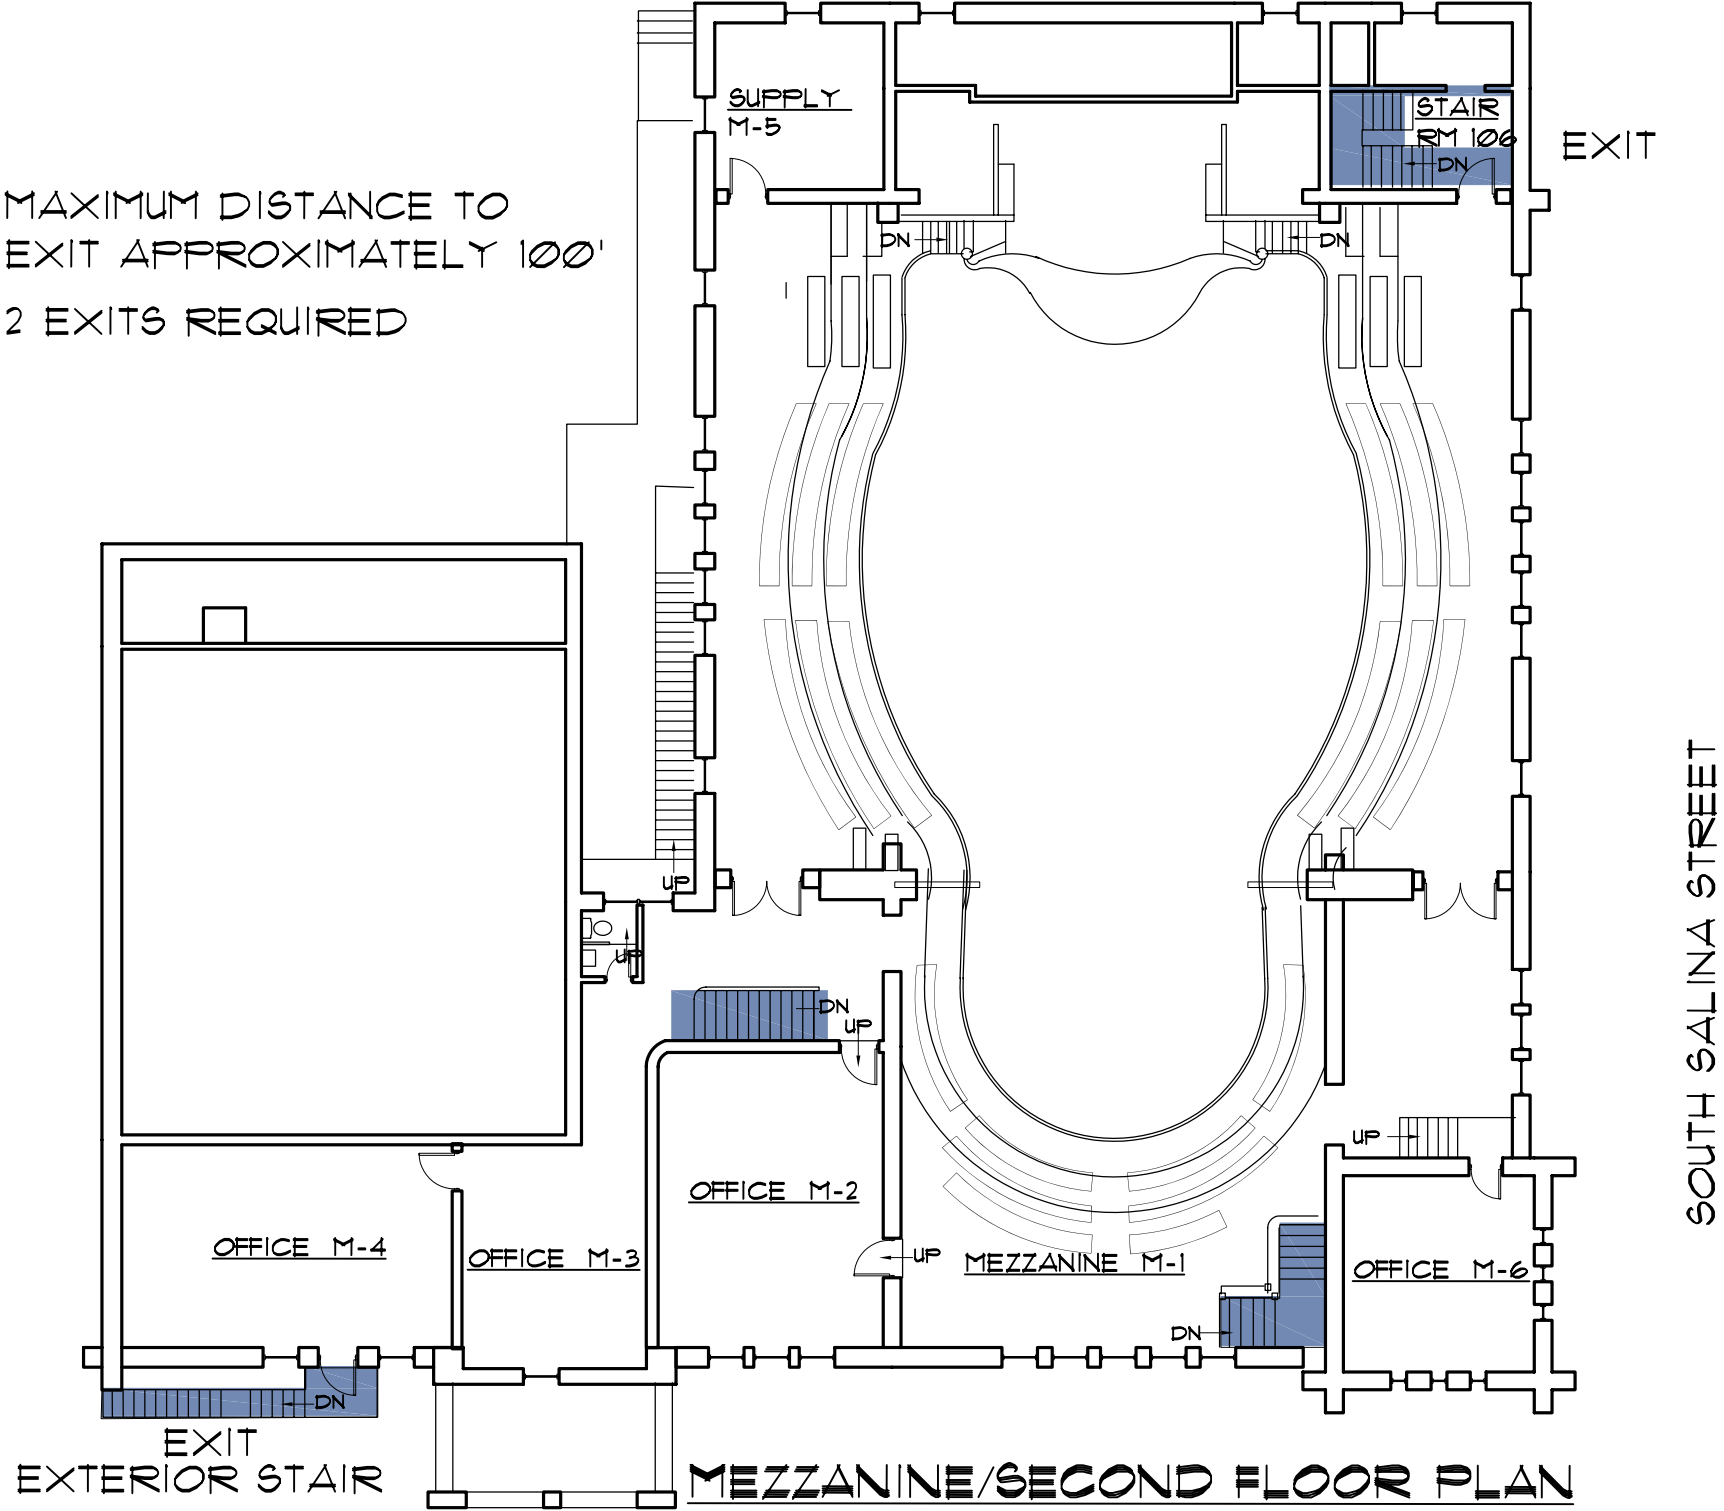 SUPPLY
M-5
STAIR
RM 106
DN
EXIT
MAXIMUM DISTANCE TO
EXIT APPROXIMATELY 100'
2 EXITS REQUIRED
DN
DN
UP
UP
DN
UP
SOUTH SALINA STREET
UP
OFFICE M-2
OFFICE M-4
OFFICE M-3
UP
MEZZANINE M-1
OFFICE M-6
DN
DN
EXIT
EXTERIOR STAIR
MEZZANINE/SECOND FLOOR PLAN